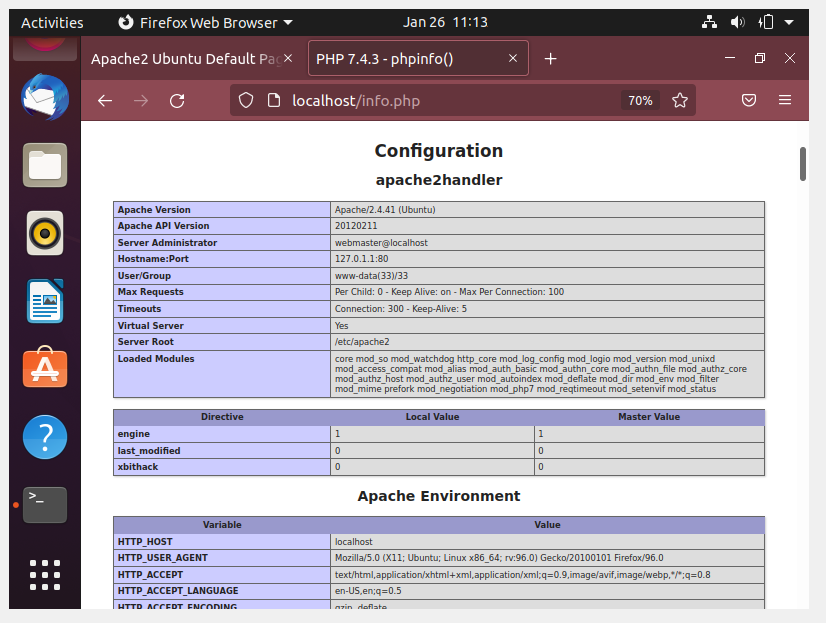 Activities Firefox Web Browser Jan 26 11:13
Apache2 Ubuntu Default Pa PHP 7.4.3 - phpinfo()
localhost/info.php 70%
Configuration
apache2handler
Apache Version Apache/2.4.41 (Ubuntu)
Apache API Version 20120211
Server Administrator webmaster@localhost
Hostname:Port 127.0.1.1:80
User/Group www-data(33)/33
Max Requests Per Child: 0 - Keep Alive: on - Max Per Connection: 100
Timeouts Connection: 300 - Keep-Alive: 5
Virtual Server Yes
Server Root /etc/apache2
Loaded Modules core mod_so mod_watchdog http_core mod_log_config mod_logio mod_version mod_unixd
mod_access_compat mod_alias mod_auth_basic mod_authn_core mod_authn_file mod_authz_core
mod_authz_host mod_authz_user mod_autoindex mod_deflate mod_dir mod_env mod_filter
mod_mime prefork mod_negotiation mod_php7 mod_reqtimeout mod_setenvif mod_status
Directive Local Value Master Value
engine 1 1
last_modified 0 0
xbithack 0 0
Apache Environment
Variable Value
HTTP_HOST localhost
HTTP_USER_AGENT Mozilla/5.0 (X11; Ubuntu; Linux x86_64; rv:96.0) Gecko/20100101 Firefox/96.0
HTTP_ACCEPT text/html,application/xhtml+xml,application/xml;q=0.9,image/avif,image/webp,*/*;q=0.8
HTTP_ACCEPT_LANGUAGE en-US,en;q=0.5
HTTP_ACCEPT_ENCODING gzip, deflate